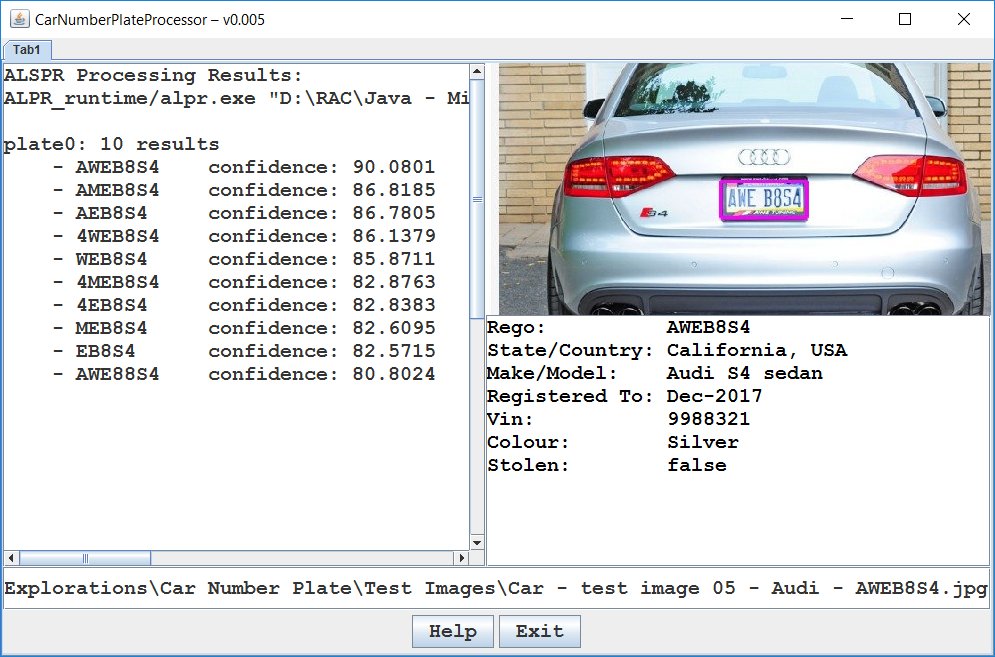 CarNumberPlateProcessor – v0.005
Tab1
ALSPR Processing Results:
ALPR_runtime/alpr.exe "D:\RAC\Java - Mi
plate0: 10 results
- AWEB8S4 confidence: 90.0801
- AMEB8S4 confidence: 86.8185
- AEB8S4 confidence: 86.7805
- 4WEB8S4 confidence: 86.1379
- WEB8S4 confidence: 85.8711
- 4MEB8S4 confidence: 82.8763
- 4EB8S4 confidence: 82.8383
- MEB8S4 confidence: 82.6095
- EB8S4 confidence: 82.5715
- AWE88S4 confidence: 80.8024
AWE B8S4
AWE TUNING
S4
Rego: AWEB8S4
State/Country: California, USA
Make/Model: Audi S4 sedan
Registered To: Dec-2017
Vin: 9988321
Colour: Silver
Stolen: false
Explorations\Car Number Plate\Test Images\Car - test image 05 - Audi - AWEB8S4.jpg
Help Exit